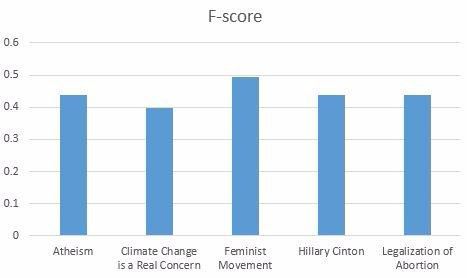 F-score
0.6
0.5
0.4
0.3
0.2
0.1
0
Atheism
Climate Change
is a Real Concern
Feminist
Movement
Hillary Cinton
Legalization of
Abortion